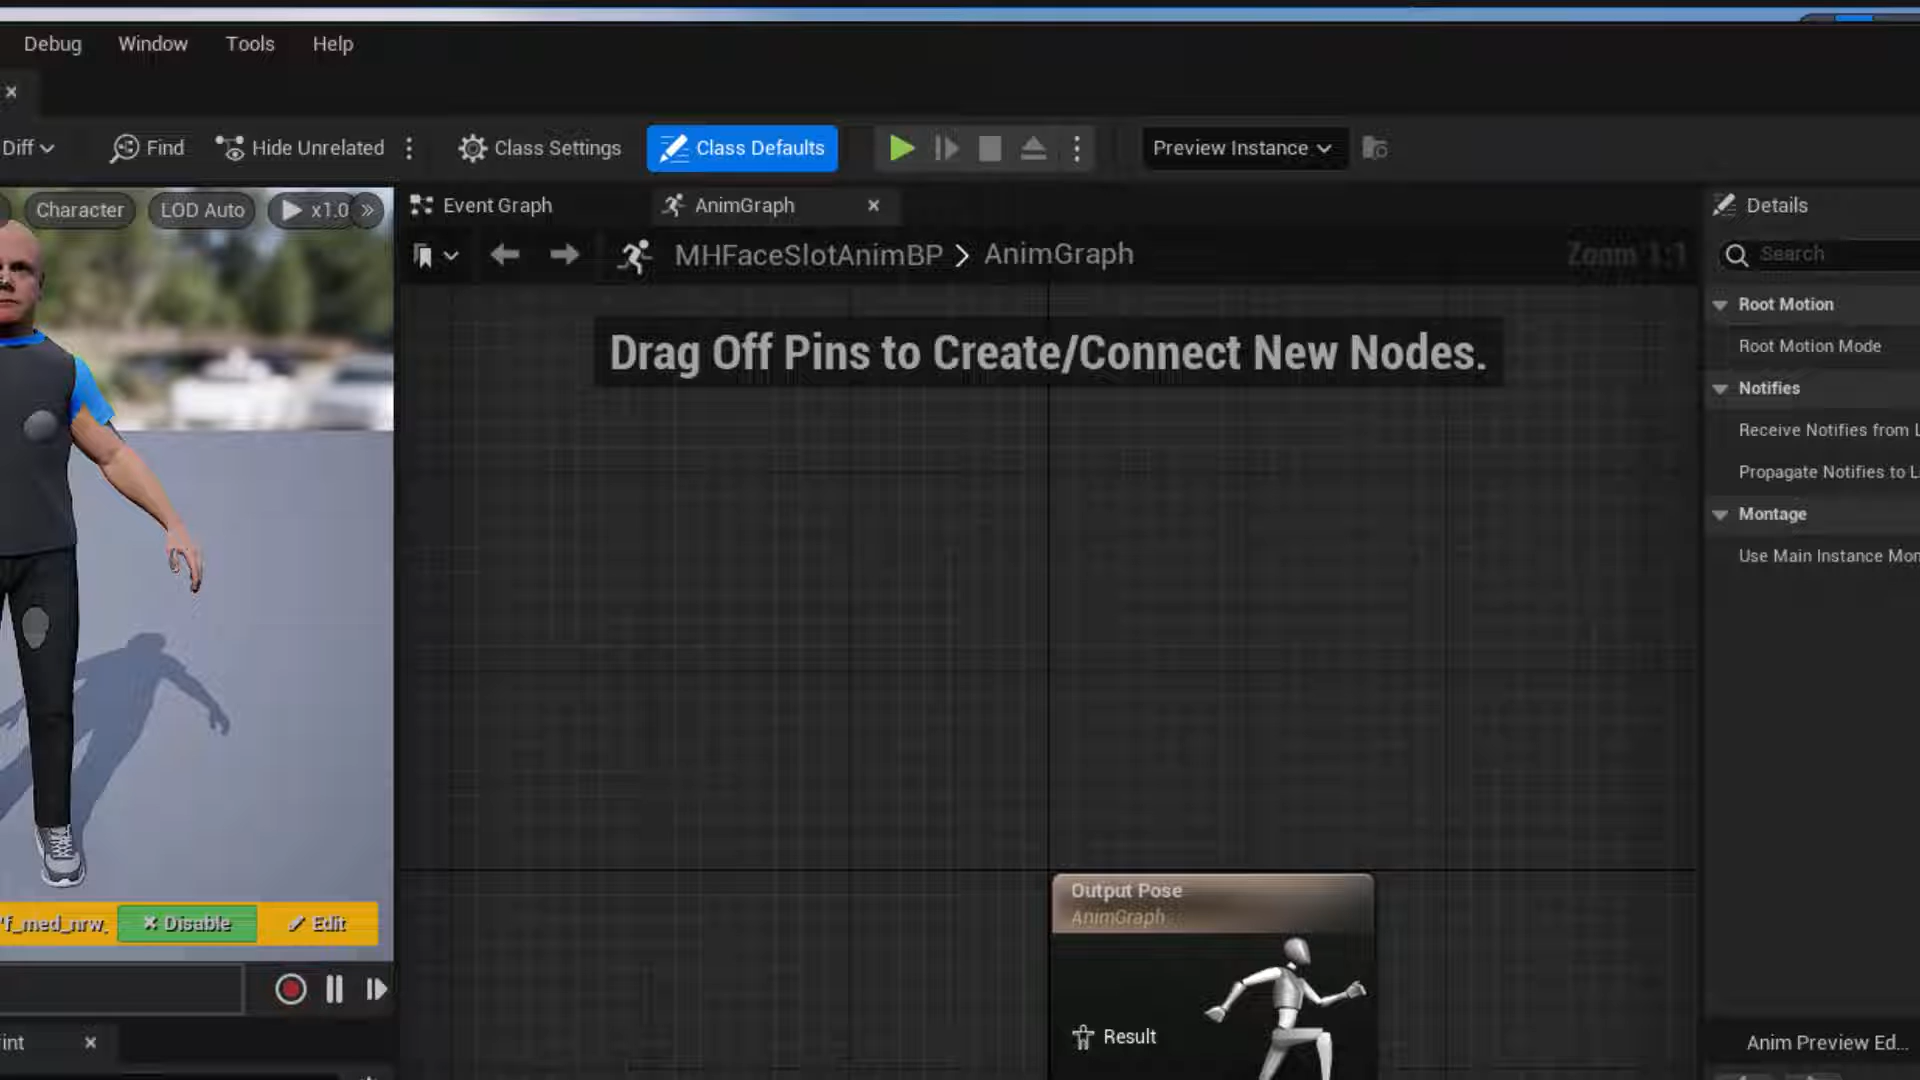 Debug Window Tools Help
Diff Find Hide Unrelated Class Settings Class Defaults Preview Instance
Character LOD Auto x1.0
Event Graph AnimGraph
MHFaceSlotAnimBP > AnimGraph Zoom 1:1
Drag Off Pins to Create/Connect New Nodes.
Details
Search
Root Motion
Root Motion Mode
Notifies
Receive Notifies from L
Propagate Notifies to L
Montage
Use Main Instance Mon
Output Pose
AnimGraph
Result
f_med_nrw_ Disable Edit
int
Anim Preview Ed...